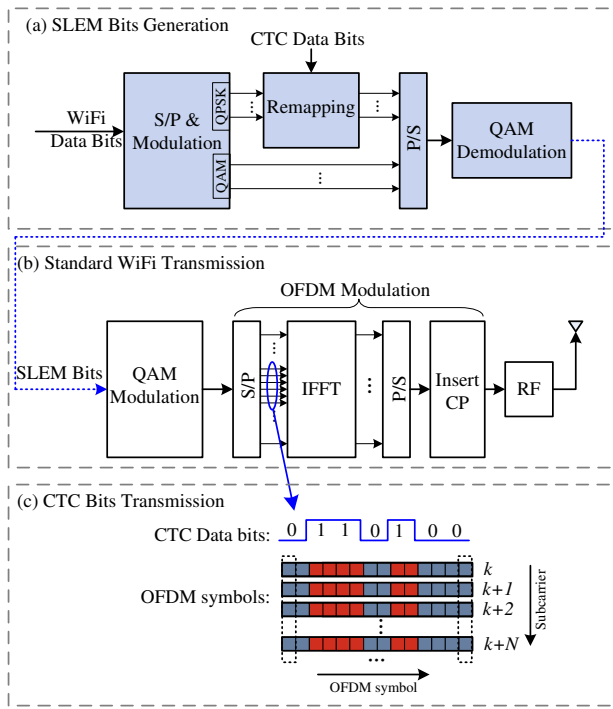 (a) SLEM Bits Generation
CTC Data Bits
WiFi
Data Bits
S/P &
Modulation
QPSK
QAM
Remapping
...
...
...
P/S
QAM
Demodulation
(b) Standard WiFi Transmission
OFDM Modulation
SLEM Bits
QAM
Modulation
S/P
...
...
IFFT
...
P/S
Insert
CP
RF
(c) CTC Bits Transmission
CTC Data bits:
0 1 1 0 1 0 0
OFDM symbols:
k
k+1
k+2
...
k+N
...
Subcarrier
OFDM symbol